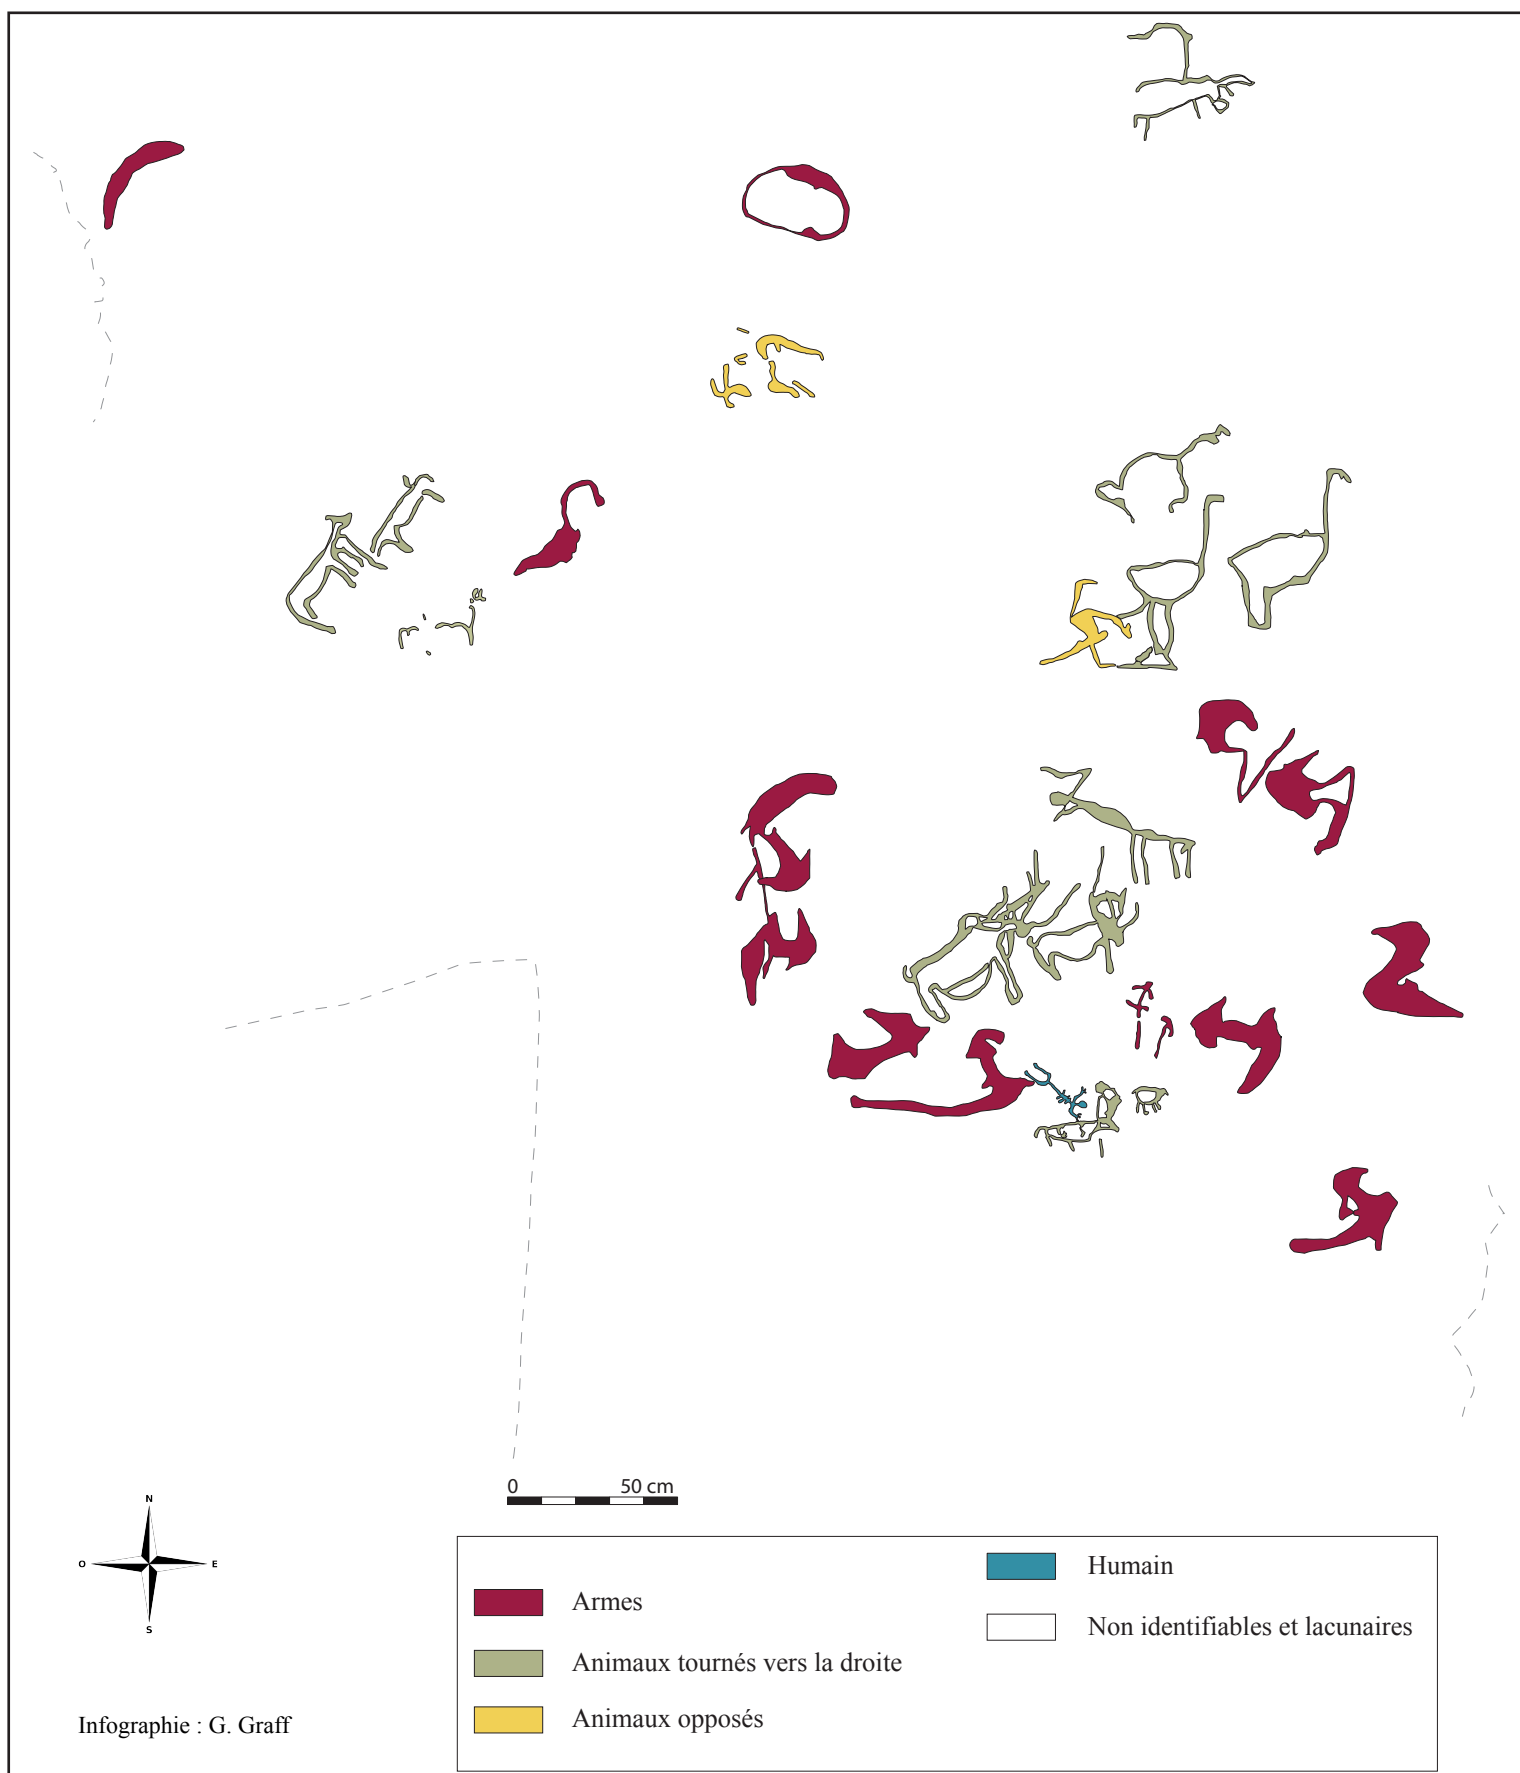 0 50 cm
N
O E
S
Humain
Armes
Non identifiables et lacunaires
Animaux tournés vers la droite
Animaux opposés
Infographie : G. Graff